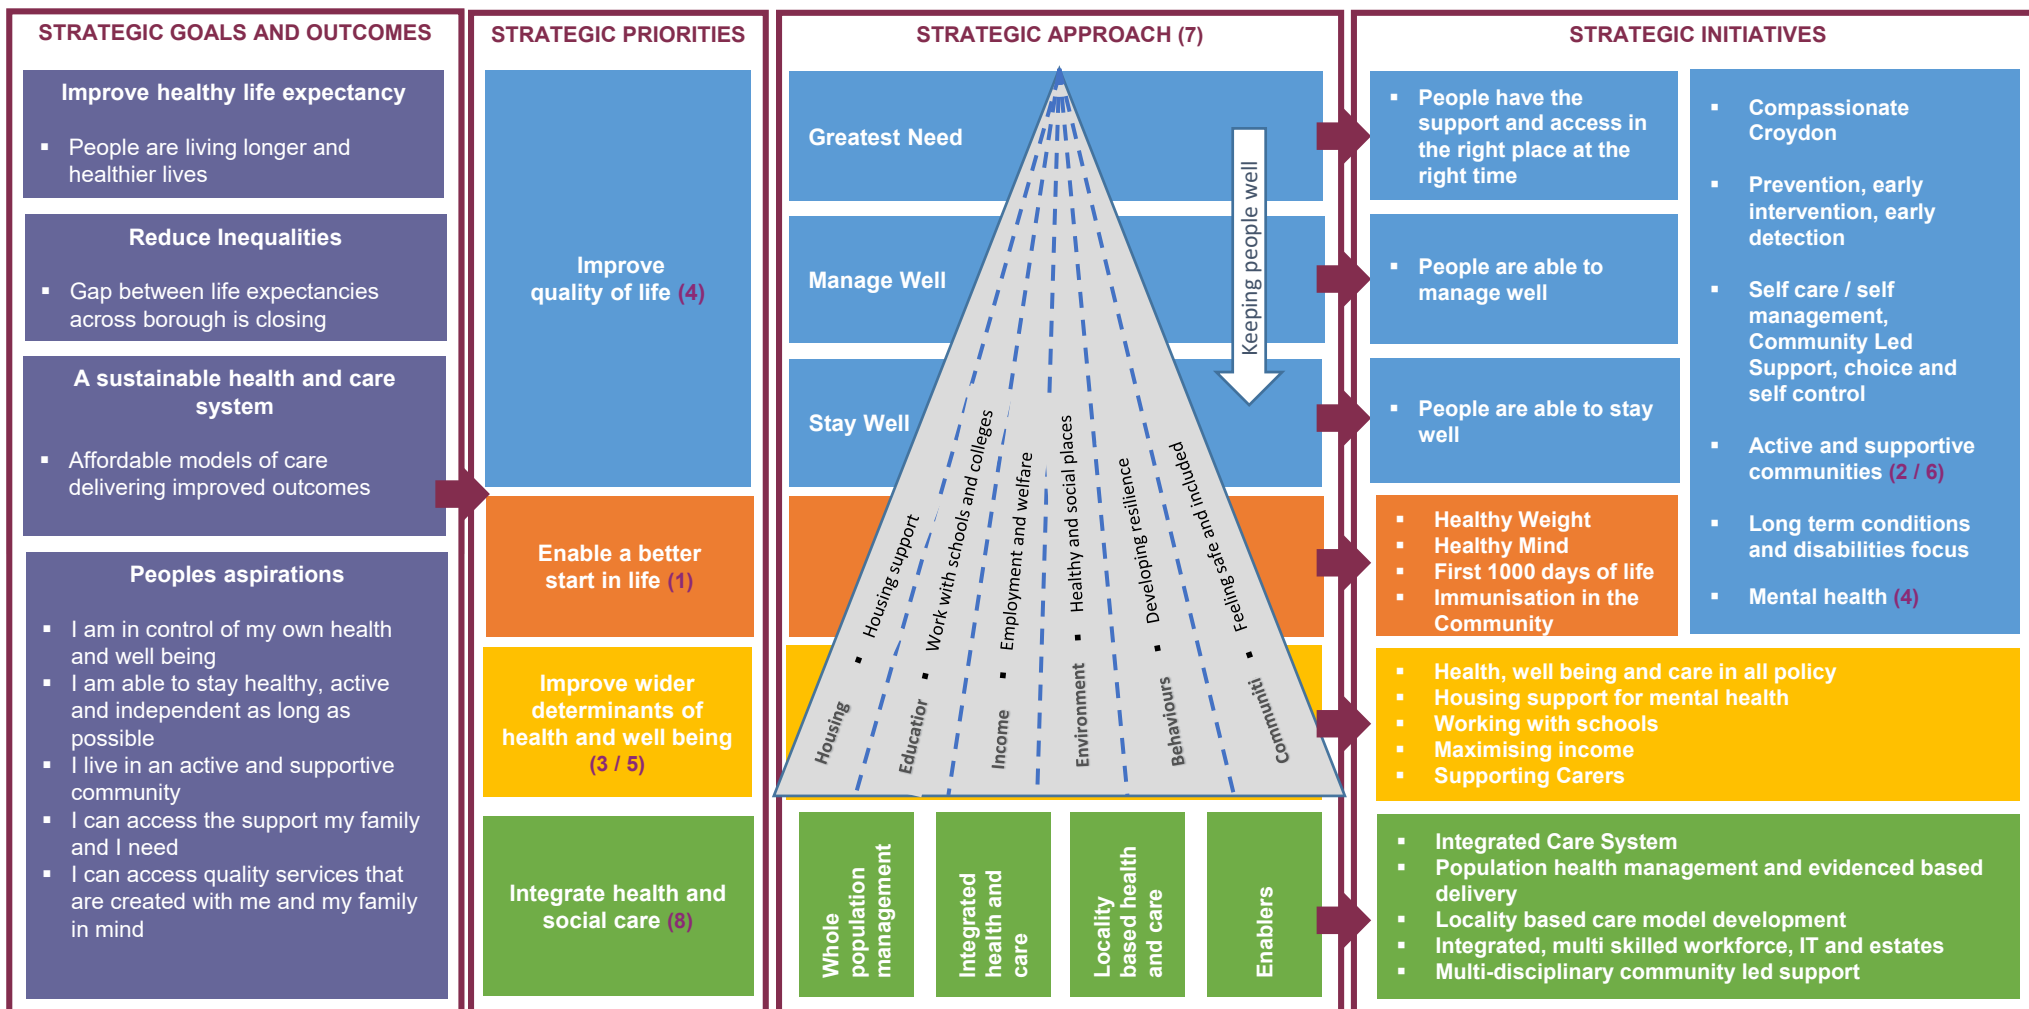 STRATEGIC GOALS AND OUTCOMES
Improve healthy life expectancy
▪ People are living longer and
healthier lives
Reduce Inequalities
▪ Gap between life expectancies
across borough is closing
A sustainable health and care
system
▪ Affordable models of care
delivering improved outcomes
Peoples aspirations
▪ I am in control of my own health
and well being
▪ I am able to stay healthy, active
and independent as long as
possible
▪ I live in an active and supportive
community
▪ I can access the support my family
and I need
▪ I can access quality services that
are created with me and my family
in mind
STRATEGIC PRIORITIES
Improve
quality of life (4)
Enable a better
start in life (1)
Improve wider
determinants of
health and well being
(3 / 5)
Integrate health and
social care (8)
STRATEGIC APPROACH (7)
Greatest Need
Manage Well
Stay Well
Keeping people well
▪ Housing support
▪ Work with schools and colleges
▪ Employment and welfare
▪ Healthy and social places
▪ Developing resilience
▪ Feeling safe and included
Housing
Education
Income
Environment
Behaviours
Communiti
Whole
population
management
Integrated
health and
care
Locality
based health
and care
Enablers
STRATEGIC INITIATIVES
▪ People have the
support and access in
the right place at the
right time
▪ People are able to
manage well
▪ People are able to stay
well
▪ Healthy Weight
▪ Healthy Mind
▪ First 1000 days of life
▪ Immunisation in the
Community
▪ Compassionate
Croydon
▪ Prevention, early
intervention, early
detection
▪ Self care / self
management,
Community Led
Support, choice and
self control
▪ Active and supportive
communities (2 / 6)
▪ Long term conditions
and disabilities focus
▪ Mental health (4)
▪ Health, well being and care in all policy
▪ Housing support for mental health
▪ Working with schools
▪ Maximising income
▪ Supporting Carers
▪ Integrated Care System
▪ Population health management and evidenced based
delivery
▪ Locality based care model development
▪ Integrated, multi skilled workforce, IT and estates
▪ Multi-disciplinary community led support